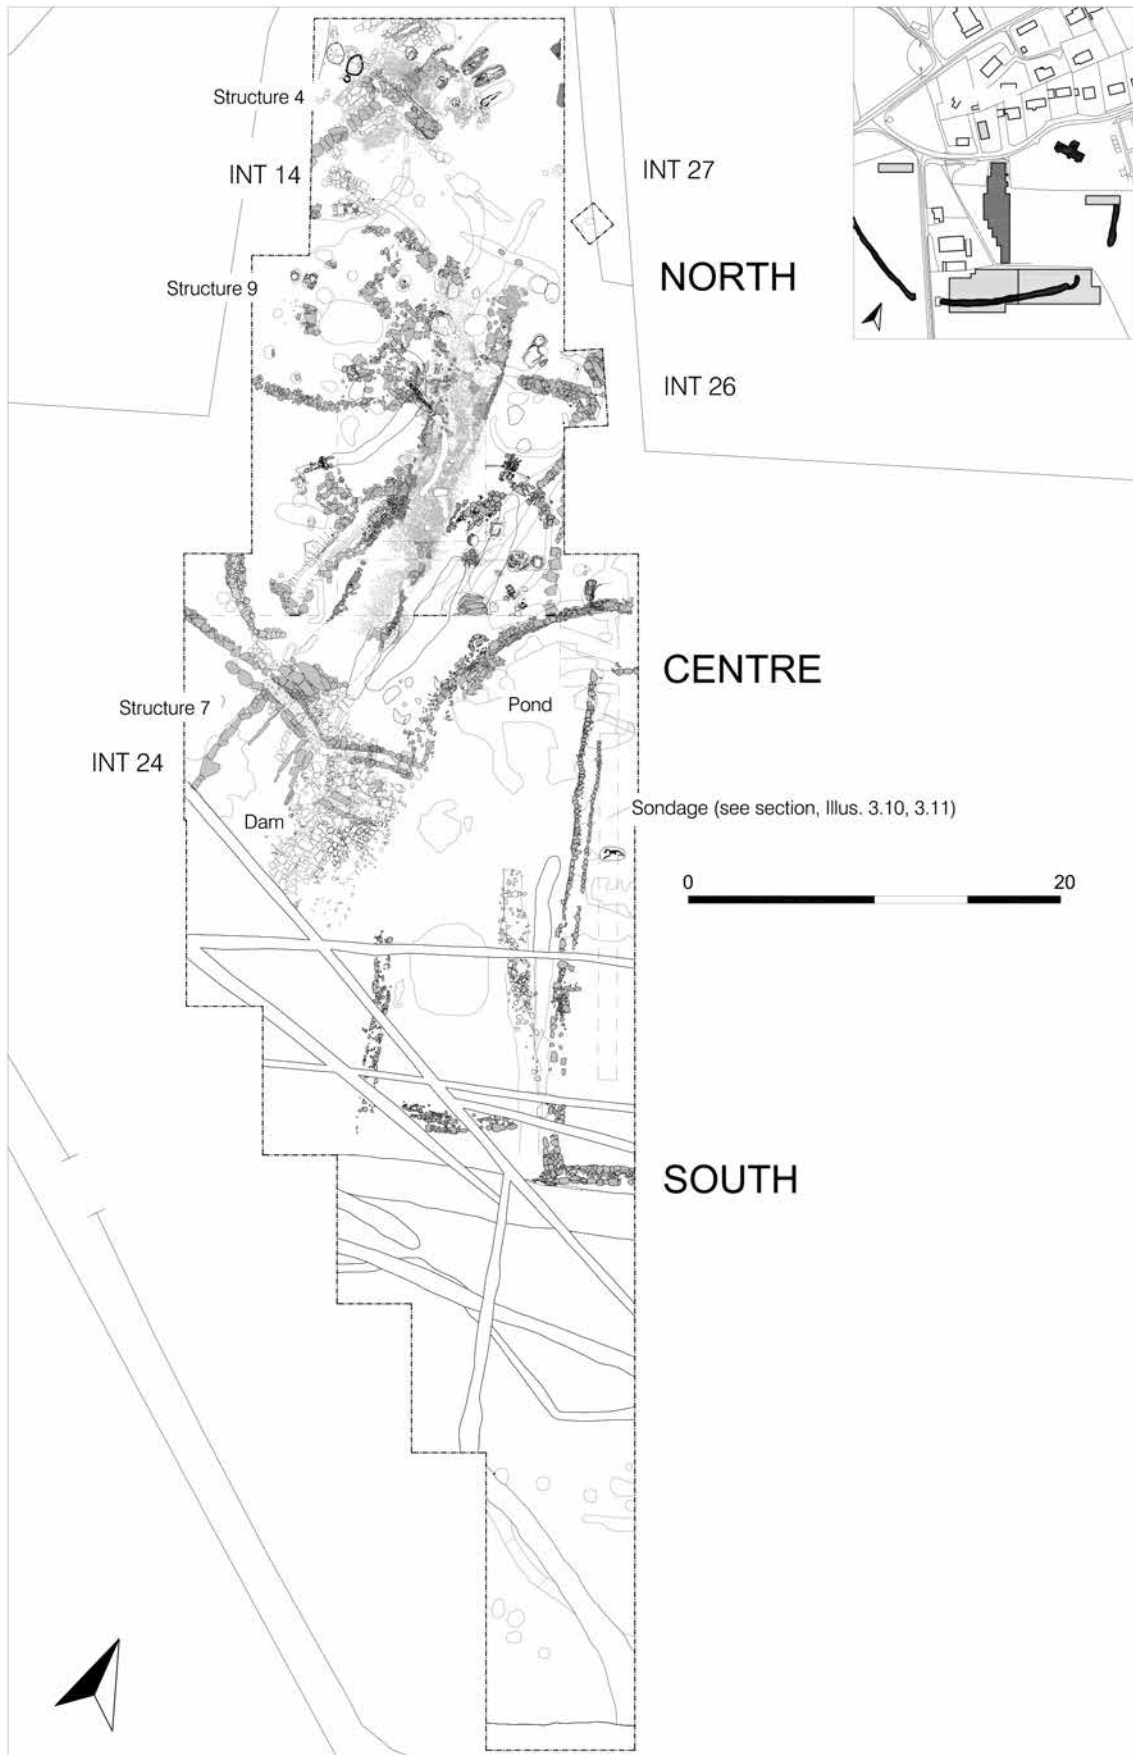 Structure 4
INT 14
INT 27
NORTH
Structure 9
INT 26
CENTRE
Pond
Structure 7
INT 24
Sondage (see section, Illus. 3.10, 3.11)
Dam
0 20
SOUTH